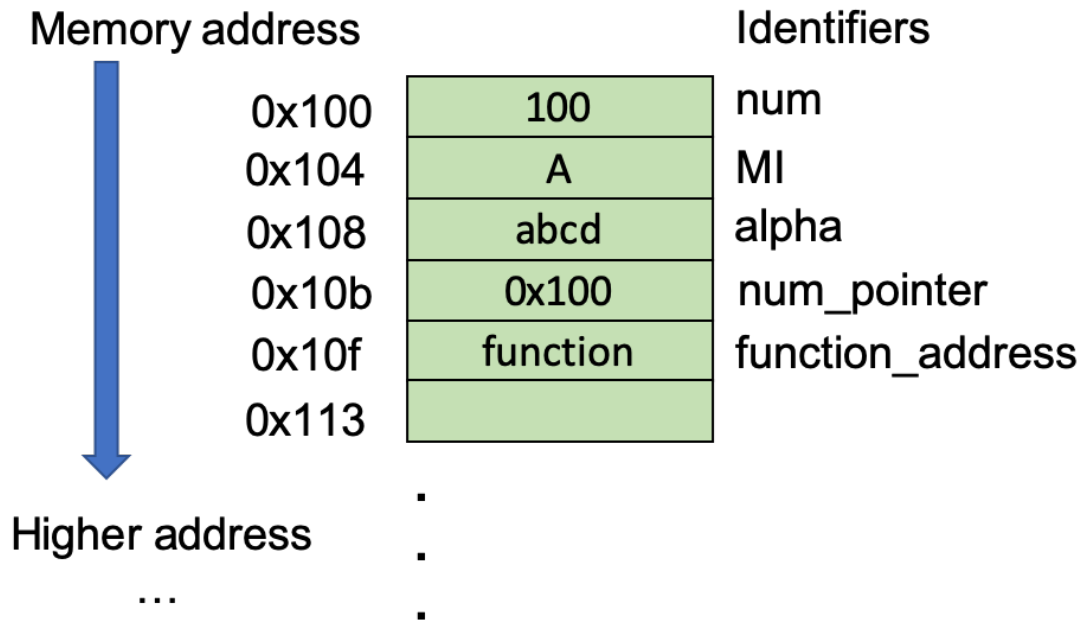 Memory address Identifiers
0x100 100 num
0x104 A MI
0x108 abcd alpha
0x10b 0x100 num_pointer
0x10f function function_address
0x113
.
Higher address .
... .